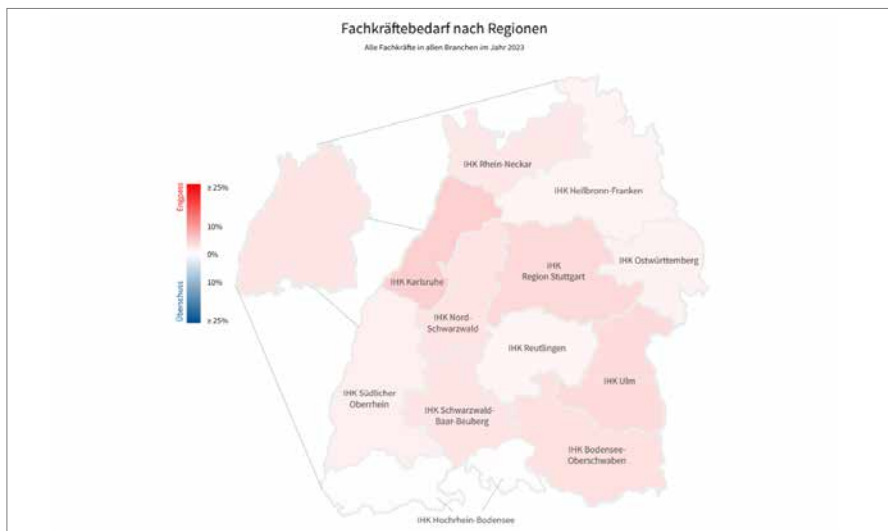 Fachkräftebedarf nach Regionen
Alle Fachkräfte in allen Branchen im Jahr 2023
IHK Rhein-Neckar
IHK Heilbronn-Franken
Engpass
≥ 25%
10%
0%
10%
≥ 25%
Überschuss
IHK Ostwürttemberg
IHK
Region Stuttgart
IHK Karlsruhe
IHK Nord-
Schwarzwald
IHK Reutlingen
IHK Ulm
IHK Südlicher
Oberrhein
IHK Schwarzwald-
Baar-Beuberg
IHK Bodensee-
Oberschwaben
IHK Hochrhein-Bodensee